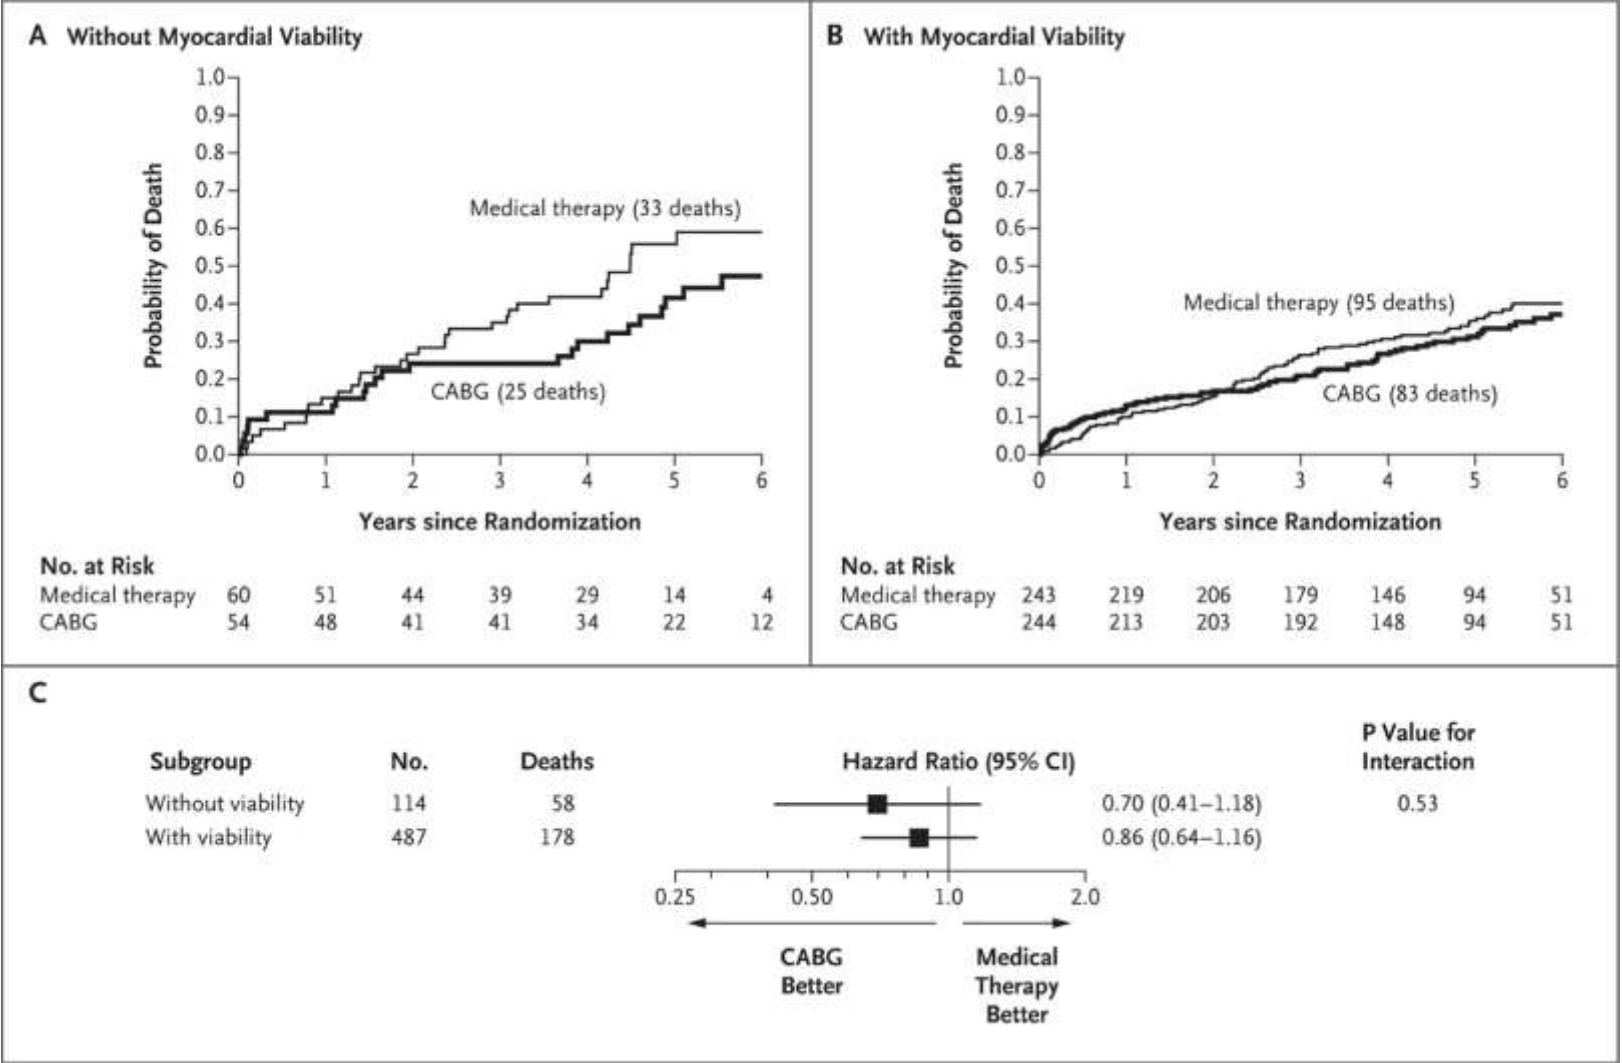 A Without Myocardial Viability
1.0
0.9
0.8
0.7
0.6
0.5
0.4
0.3
0.2
0.1
0.0
Probability of Death
Medical therapy (33 deaths)
CABG (25 deaths)
0 1 2 3 4 5 6
Years since Randomization
No. at Risk
Medical therapy 60 51 44 39 29 14 4
CABG 54 48 41 41 34 22 12
B With Myocardial Viability
1.0
0.9
0.8
0.7
0.6
0.5
0.4
0.3
0.2
0.1
0.0
Probability of Death
Medical therapy (95 deaths)
CABG (83 deaths)
0 1 2 3 4 5 6
Years since Randomization
No. at Risk
Medical therapy 243 219 206 179 146 94 51
CABG 244 213 203 192 148 94 51
C
Subgroup No. Deaths Hazard Ratio (95% CI) P Value for Interaction
Without viability 114 58 0.70 (0.41–1.18) 0.53
With viability 487 178 0.86 (0.64–1.16)
0.25 0.50 1.0 2.0
CABG Better
Medical Therapy Better